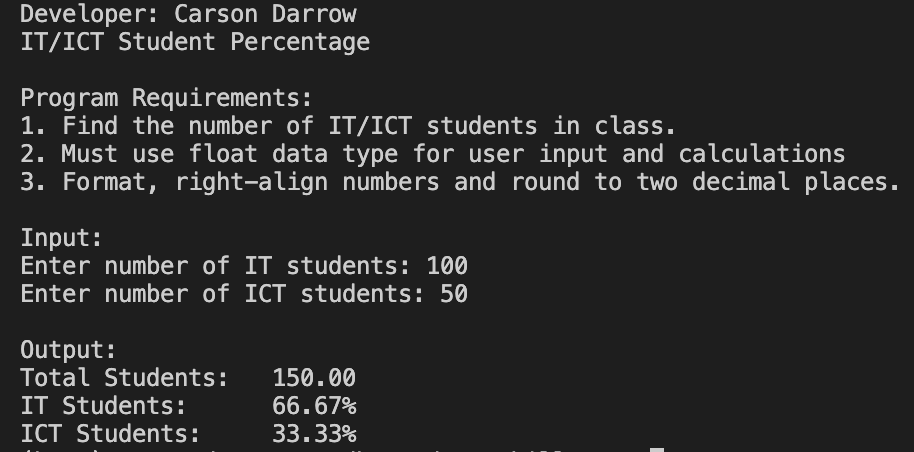 Developer: Carson Darrow
IT/ICT Student Percentage

Program Requirements:
1. Find the number of IT/ICT students in class.
2. Must use float data type for user input and calculations
3. Format, right-align numbers and round to two decimal places.

Input:
Enter number of IT students: 100
Enter number of ICT students: 50

Output:
Total Students:   150.00
IT Students:      66.67%
ICT Students:     33.33%